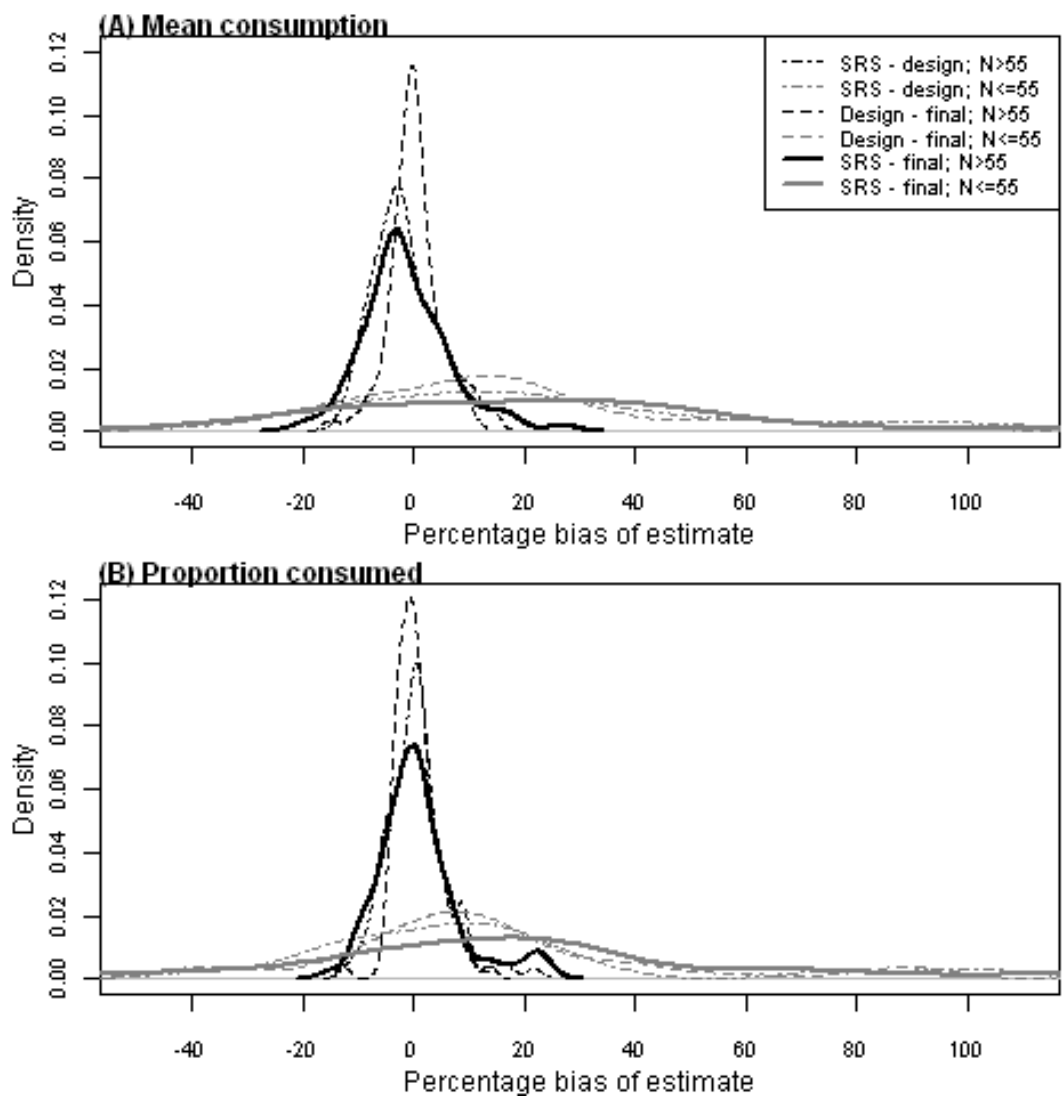 (A) Mean consumption
0.12
0.10
0.08
0.06
0.04
0.02
0.00
Density
SRS - design; N>55
SRS - design; N<=55
Design - final; N>55
Design - final; N<=55
SRS - final; N>55
SRS - final; N<=55
-40 -20 0 20 40 60 80 100
Percentage bias of estimate
(B) Proportion consumed
0.12
0.10
0.08
0.06
0.04
0.02
0.00
Density
-40 -20 0 20 40 60 80 100
Percentage bias of estimate